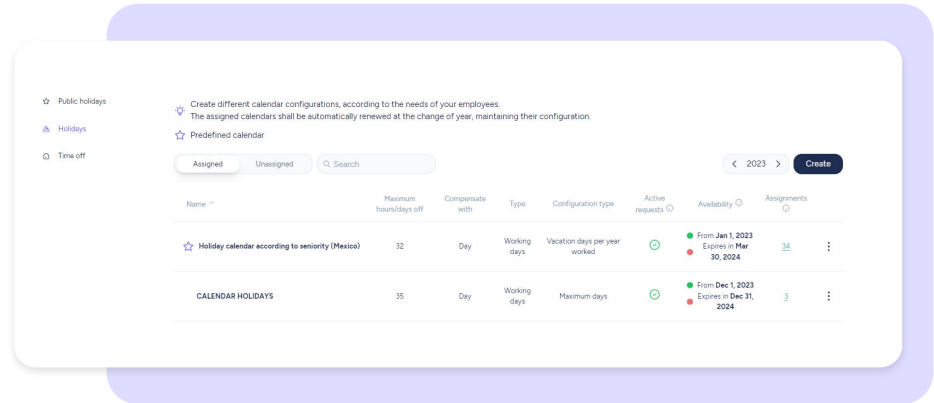 Public holidays
Holidays
Time off
Create different calendar configurations, according to the needs of your employees.
The assigned calendars shall be automatically renewed at the change of year, maintaining their configuration.
Predefined calendar
Assigned
Unassigned
Search
2023
Create
Name
Maximum
hours/days off
Compensate
with
Type
Configuration type
Active
requests
Availability
Assignments
Holiday calendar according to seniority (Mexico)
32
Day
Working
days
Vacation days per year
worked
From Jan 1, 2023
Expires in Mar
30, 2024
34
CALENDAR HOLIDAYS
35
Day
Working
days
Maximum days
From Dec 1, 2023
Expires in Dec 31,
2024
3